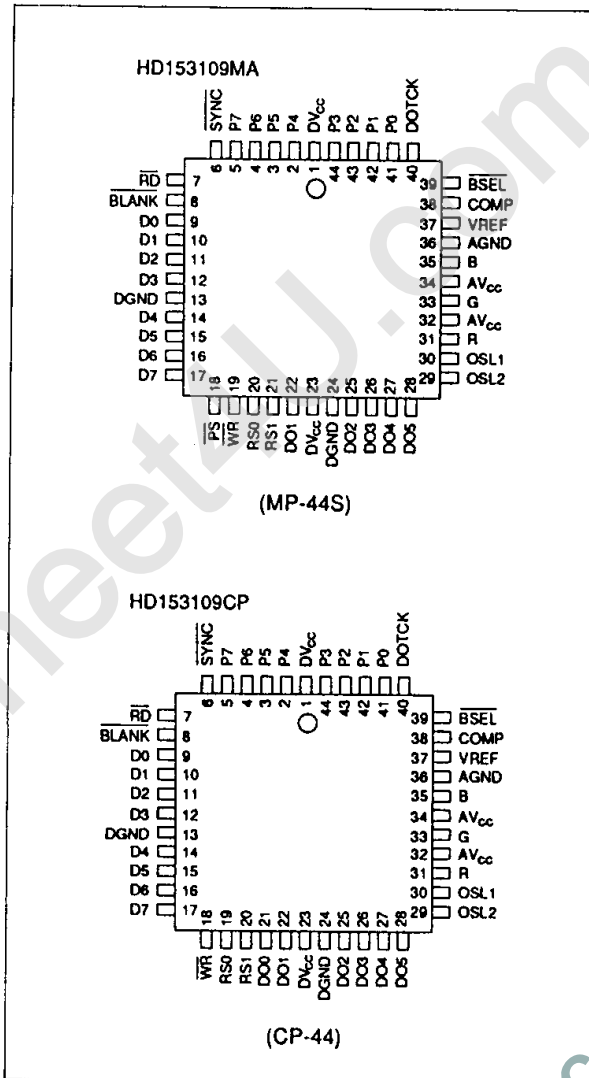 HD153109MA
SYNC P7 P6 P5 P4 DVcc P3 P2 P1 P0 DOTCK
6 5 4 3 2 1 44 43 42 41 40
RD 7
BLANK 8
D0 9
D1 10
D2 11
D3 12
DGND 13
D4 14
D5 15
D6 16
D7 17
39 BSEL
38 COMP
37 VREF
36 AGND
35 B
34 AVcc
33 G
32 AVcc
31 R
30 OSL1
29 OSL2
18 19 20 21 22 23 24 25 26 27 28
PS WR RS0 RS1 DO1 DVcc DGND DO2 DO3 DO4 DO5
(MP-44S)
HD153109CP
SYNC P7 P6 P5 P4 DVcc P3 P2 P1 P0 DOTCK
6 5 4 3 2 1 44 43 42 41 40
RD 7
BLANK 8
D0 9
D1 10
D2 11
D3 12
DGND 13
D4 14
D5 15
D6 16
D7 17
39 BSEL
38 COMP
37 VREF
36 AGND
35 B
34 AVcc
33 G
32 AVcc
31 R
30 OSL1
29 OSL2
18 19 20 21 22 23 24 25 26 27 28
WR RS0 RS1 DO0 DO1 DVcc DGND DO2 DO3 DO4 DO5
(CP-44)
heet4U.com